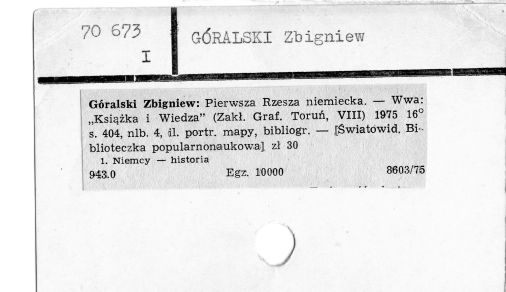 70 673
I
GÓRALSKI Zbigniew
Góralski Zbigniew: Pierwsza Rzesza niemiecka. — Wwa:
„Książka i Wiedza” (Zakł. Graf. Toruń, VIII) 1975 16°
s. 404, nlb. 4, il. portr. mapy, bibliogr. — [Światowid. Bi-
blioteczka popularnonaukowa] zł 30
1. Niemcy — historia
943.0 Egz. 10000 8603/75